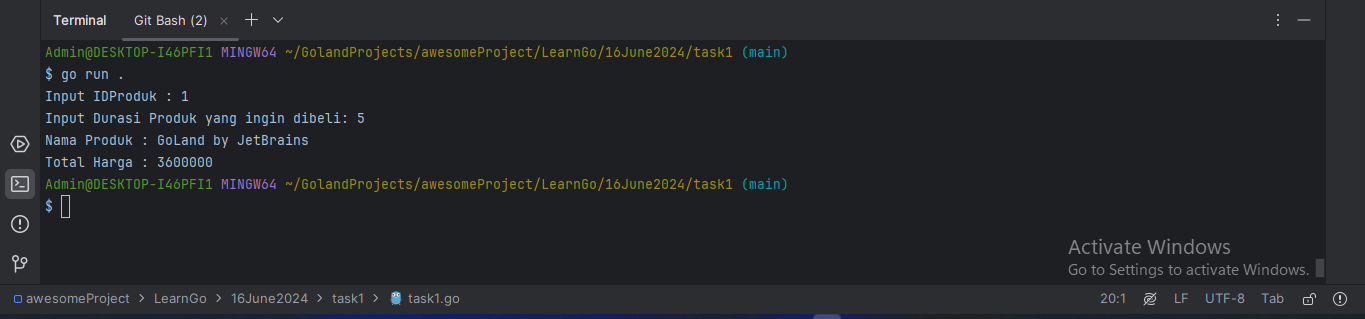 Terminal Git Bash (2)
Admin@DESKTOP-I46PFI1 MINGW64 ~/GolandProjects/awesomeProject/LearnGo/16June2024/task1 (main)
$ go run .
Input IDProduk : 1
Input Durasi Produk yang ingin dibeli: 5
Nama Produk : GoLand by JetBrains
Total Harga : 3600000
Admin@DESKTOP-I46PFI1 MINGW64 ~/GolandProjects/awesomeProject/LearnGo/16June2024/task1 (main)
$
Activate Windows
Go to Settings to activate Windows.
awesomeProject > LearnGo > 16June2024 > task1 > task1.go 20:1 LF UTF-8 Tab